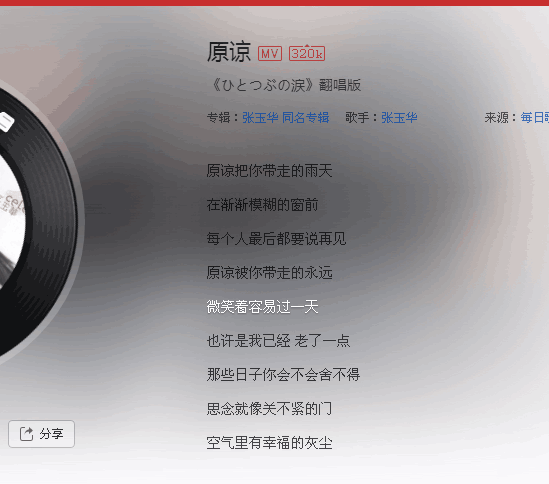 原谅 MV 320k
《ひとつぶの涙》翻唱版
专辑：张玉华 同名专辑 歌手：张玉华 来源：每日歌
原谅把你带走的雨天
在渐渐模糊的窗前
每个人最后都要说再见
原谅被你带走的永远
微笑着容易过一天
也许是我已经 老了一点
那些日子你会不会舍不得
思念就像关不紧的门
空气里有幸福的灰尘
分享